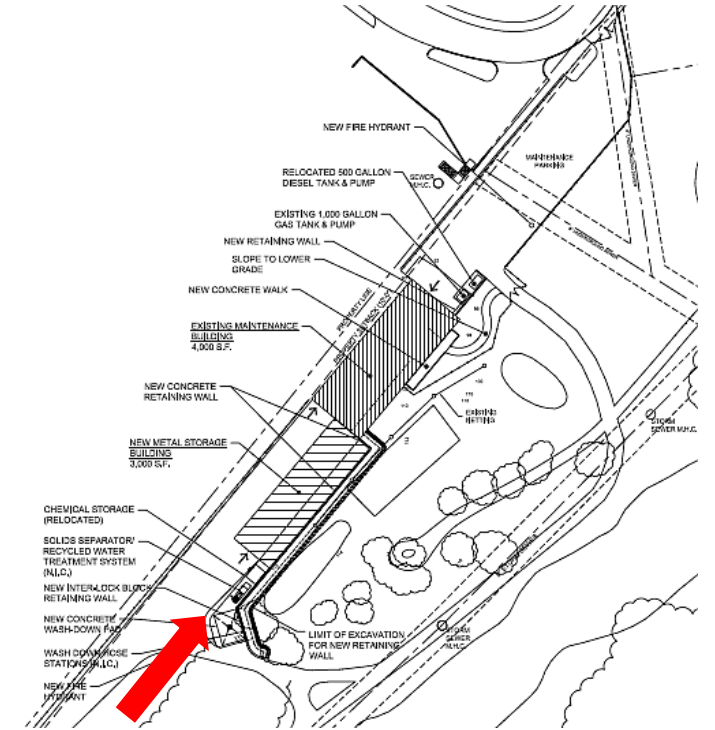 NEW FIRE HYDRANT
MAINTENANCE
PARKING
RELOCATED 500 GALLON
DIESEL TANK & PUMP
SEWER
M.H.C.
EXISTING 1,000 GALLON
GAS TANK & PUMP
NEW RETAINING WALL
SLOPE TO LOWER
GRADE
NEW CONCRETE WALK
PROPERTY LINE
EXISTING MAINTENANCE
BUILDING
4,000 S.F.
NEW CONCRETE
RETAINING WALL
EXISTING
NETTING
STORM
SEWER M.H.C.
NEW METAL STORAGE
BUILDING
3,000 S.F.
CHEMICAL STORAGE
(RELOCATED)
SOLIDS SEPARATOR/
RECYCLED WATER
TREATMENT SYSTEM
(N.I.C.)
NEW INTER-LOCK BLOCK
RETAINING WALL
NEW CONCRETE
WASH-DOWN PAD
LIMIT OF EXCAVATION
FOR NEW RETAINING
WALL
STORM
SEWER
M.H.C.
WASH DOWN HOSE
STATIONS (N.I.C.)
NEW FIRE
HYDRANT